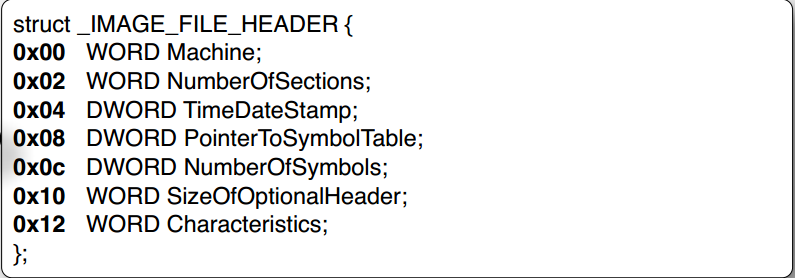 struct _IMAGE_FILE_HEADER {
0x00 WORD Machine;
0x02 WORD NumberOfSections;
0x04 DWORD TimeDateStamp;
0x08 DWORD PointerToSymbolTable;
0x0c DWORD NumberOfSymbols;
0x10 WORD SizeOfOptionalHeader;
0x12 WORD Characteristics;
};